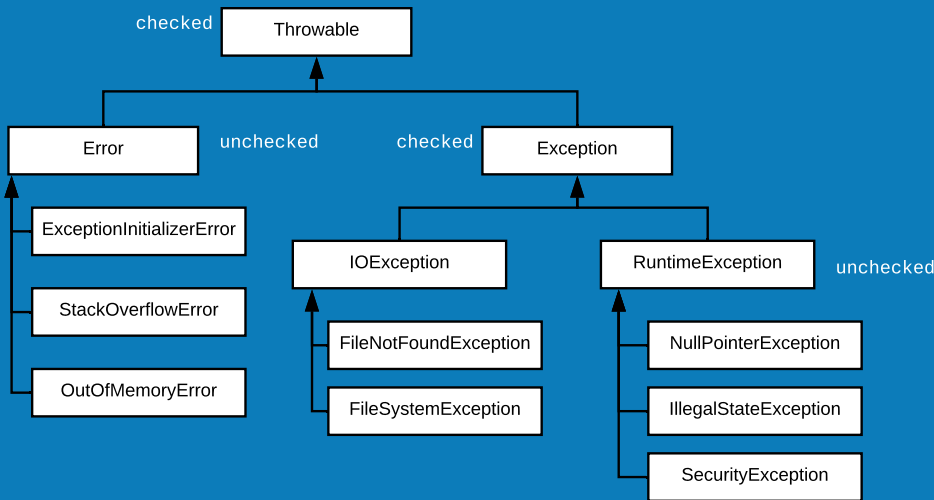 checked
Throwable
Error
unchecked
checked
Exception
ExceptionInitializerError
StackOverflowError
OutOfMemoryError
IOException
RuntimeException
unchecked
FileNotFoundException
FileSystemException
NullPointerException
IllegalStateException
SecurityException